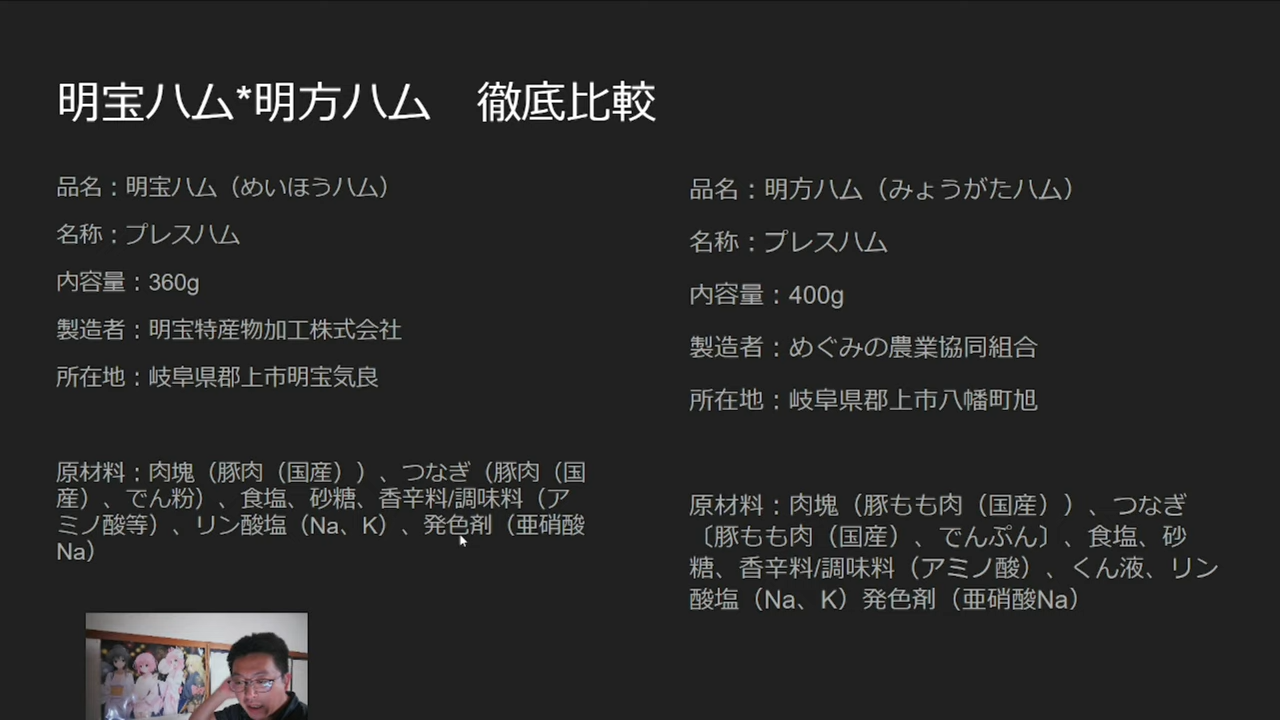 明宝ハム*明方ハム　徹底比較
品名：明宝ハム（めいほうハム）
名称：プレスハム
内容量：360g
製造者：明宝特産物加工株式会社
所在地：岐阜県郡上市明宝気良
原材料：肉塊（豚肉（国産））、つなぎ（豚肉（国
産）、でん粉）、食塩、砂糖、香辛料/調味料（ア
ミノ酸等）、リン酸塩（Na、K）、発色剤（亜硝酸
Na）
品名：明方ハム（みょうがたハム）
名称：プレスハム
内容量：400g
製造者：めぐみの農業協同組合
所在地：岐阜県郡上市八幡町旭
原材料：肉塊（豚もも肉（国産））、つなぎ
〔豚もも肉（国産）、でんぷん〕、食塩、砂
糖、香辛料/調味料（アミノ酸）、くん液、リン
酸塩（Na、K）発色剤（亜硝酸Na）